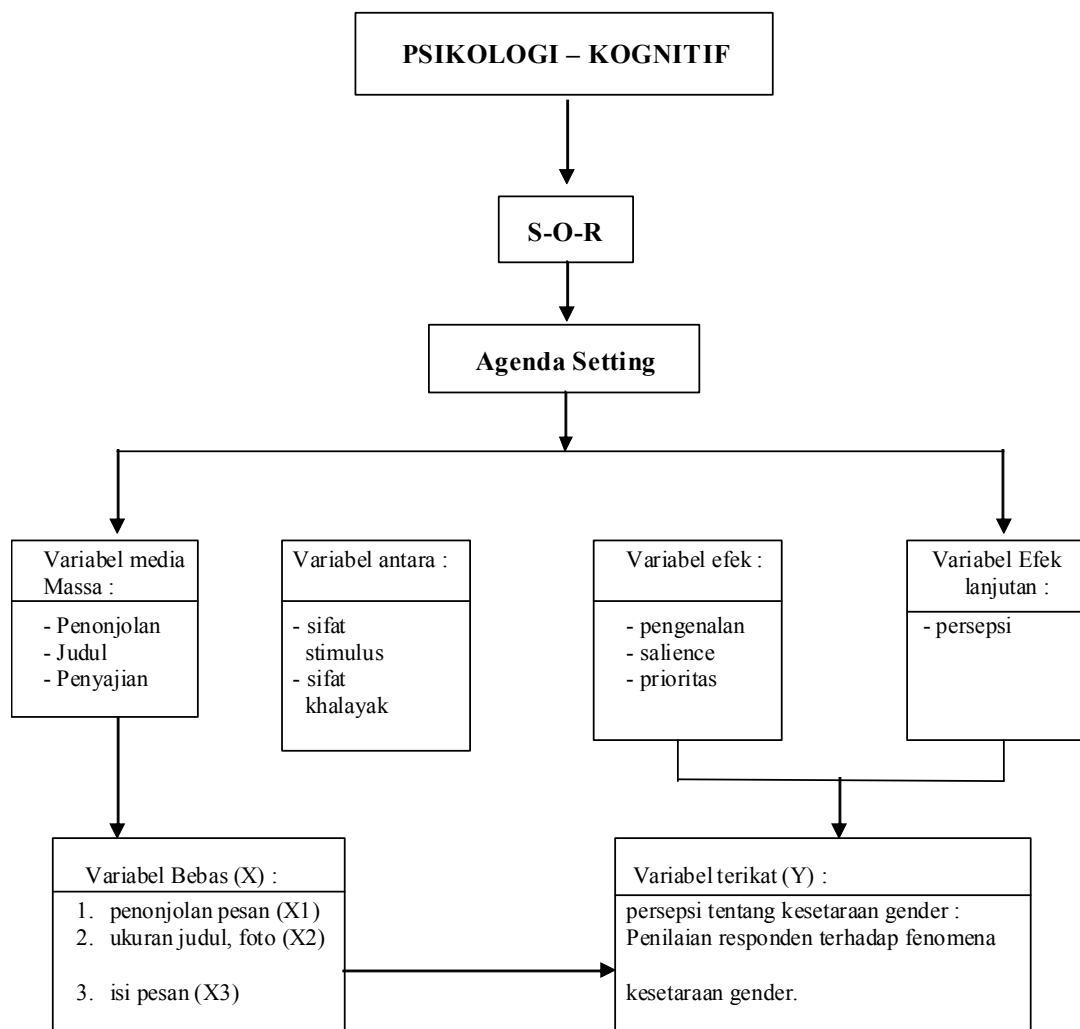 PSIKOLOGI – KOGNITIF
S-O-R
Agenda Setting
Variabel media
Massa :
- Penonjolan
- Judul
- Penyajian
Variabel antara :
- sifat
stimulus
- sifat
khalayak
Variabel efek :
- pengenalan
- salience
- prioritas
Variabel Efek
lanjutan :
- persepsi
Variabel Bebas (X) :
1. penonjolan pesan (X1)
2. ukuran judul, foto (X2)
3. isi pesan (X3)
Variabel terikat (Y) :
persepsi tentang kesetaraan gender :
Penilaian responden terhadap fenomena
kesetaraan gender.